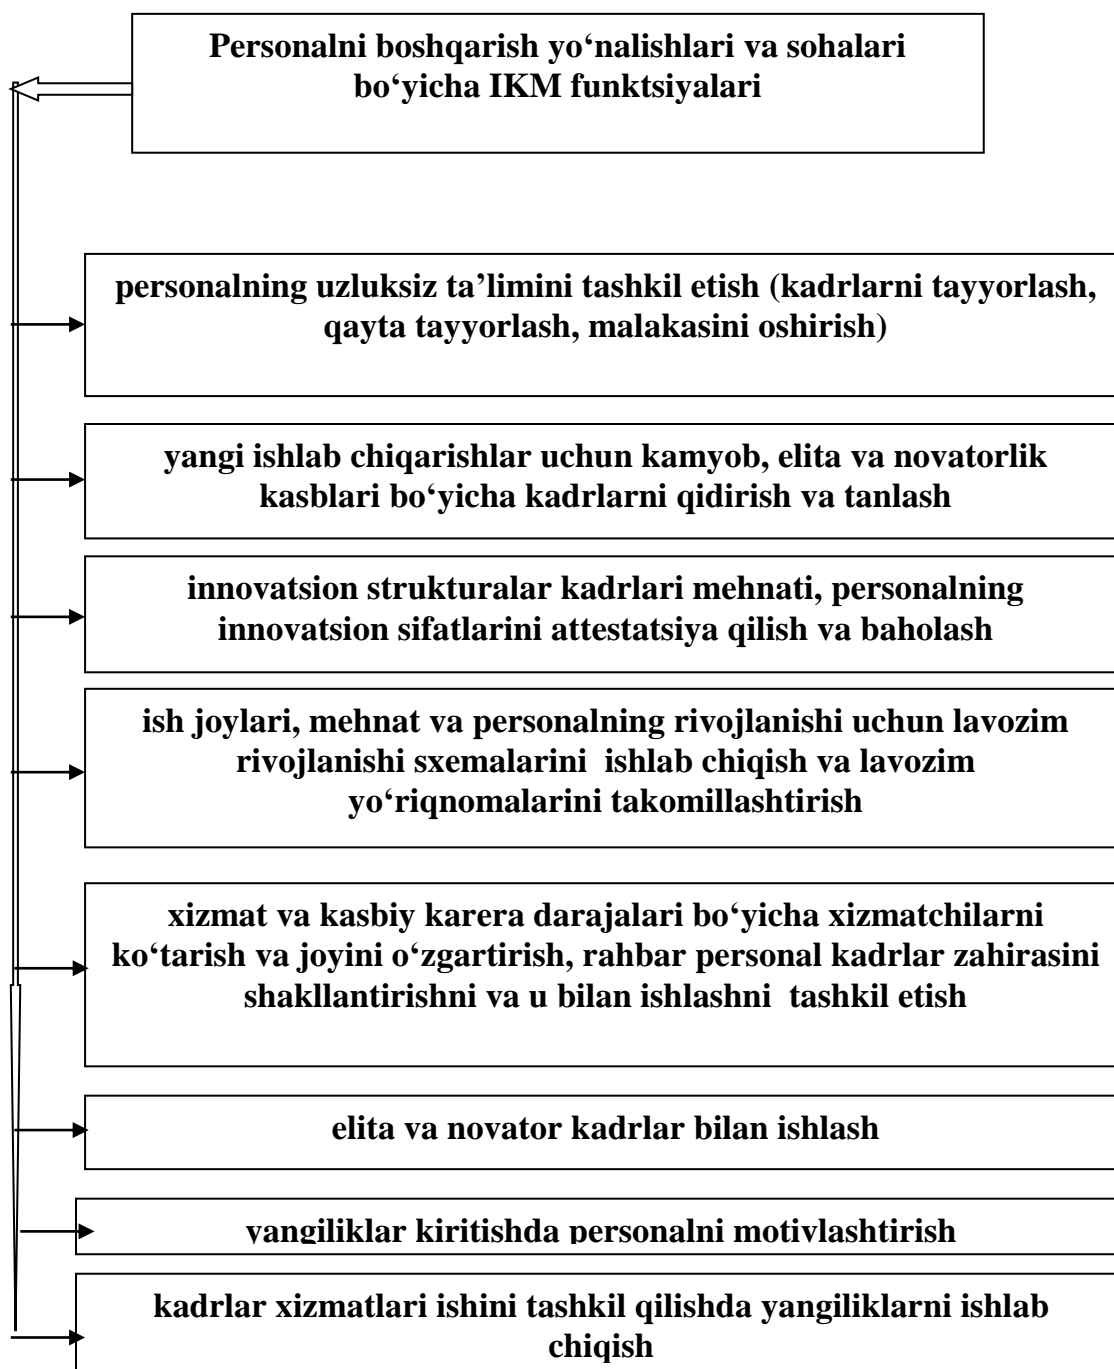 Personalni boshqarish yo‘nalishlari va sohalari
bo‘yicha IKM funktsiyalari
personalning uzluksiz ta’limini tashkil etish (kadrlarni tayyorlash,
qayta tayyorlash, malakasini oshirish)
yangi ishlab chiqarishlar uchun kamyob, elita va novatorlik
kasblari bo‘yicha kadrlarni qidirish va tanlash
innovatsion strukturalar kadrlari mehnati, personalning
innovatsion sifatlarini attestatsiya qilish va baholash
ish joylari, mehnat va personalning rivojlanishi uchun lavozim
rivojlanishi sxemalarini ishlab chiqish va lavozim
yo‘riqnomalarini takomillashtirish
xizmat va kasbiy karera darajalari bo‘yicha xizmatchilarni
ko‘tarish va joyini o‘zgartirish, rahbar personal kadrlar zahirasini
shakllantirishni va u bilan ishlashni tashkil etish
elita va novator kadrlar bilan ishlash
yangiliklar kiritishda personalni motivlashtirish
kadrlar xizmatlari ishini tashkil qilishda yangiliklarni ishlab
chiqish